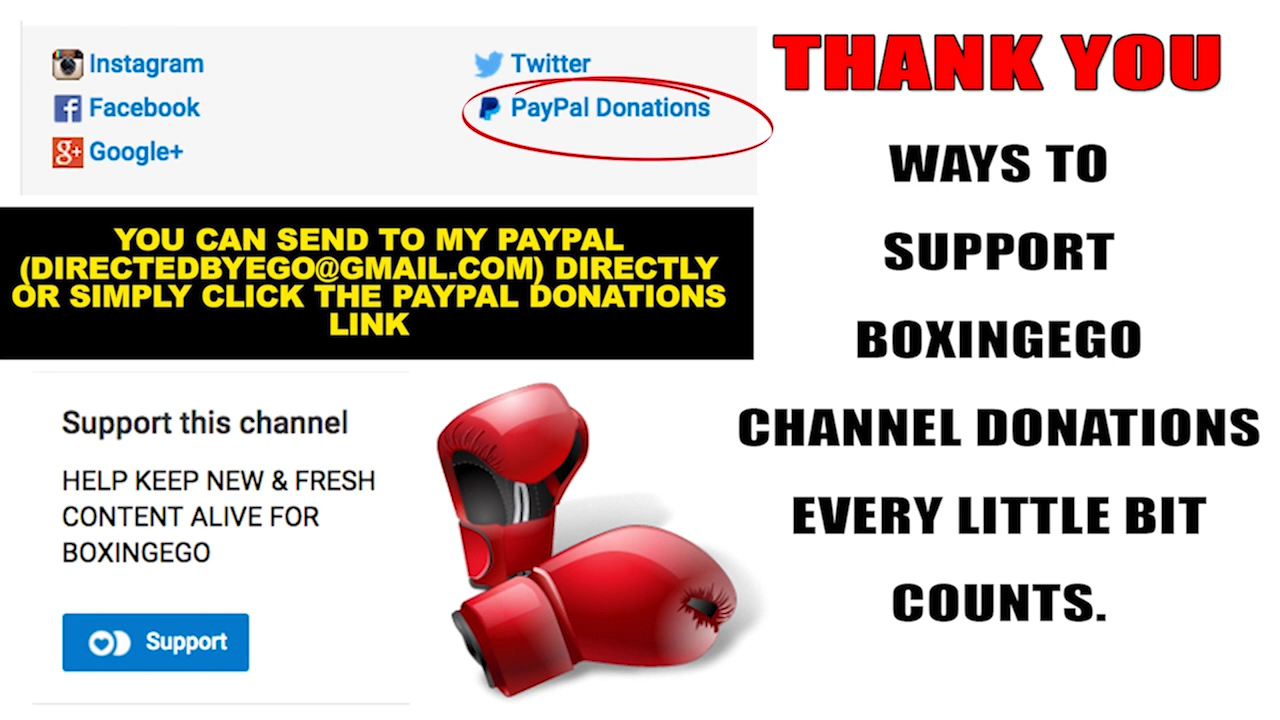 Instagram
Twitter
Facebook
PayPal Donations
Google+
YOU CAN SEND TO MY PAYPAL
(DIRECTEDBYEGO@GMAIL.COM) DIRECTLY
OR SIMPLY CLICK THE PAYPAL DONATIONS
LINK
Support this channel
HELP KEEP NEW & FRESH
CONTENT ALIVE FOR
BOXINGEGO
Support
THANK YOU
WAYS TO
SUPPORT
BOXINGEGO
CHANNEL DONATIONS
EVERY LITTLE BIT
COUNTS.